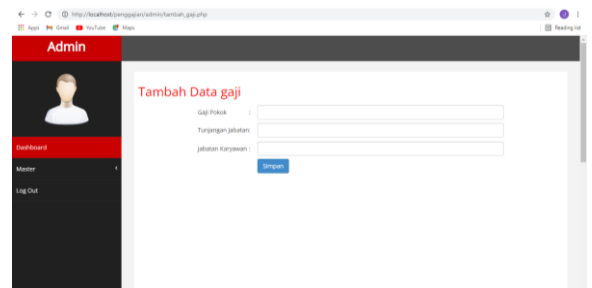 http://localhost/penggajian/admin/tambah_gaji.php
Apps Gmail YouTube Maps Reading list
Admin
Tambah Data gaji
Gaji Pokok :
Tunjangan Jabatan:
Jabatan Karyawan :
Simpan
Dashboard
Master
Log Out